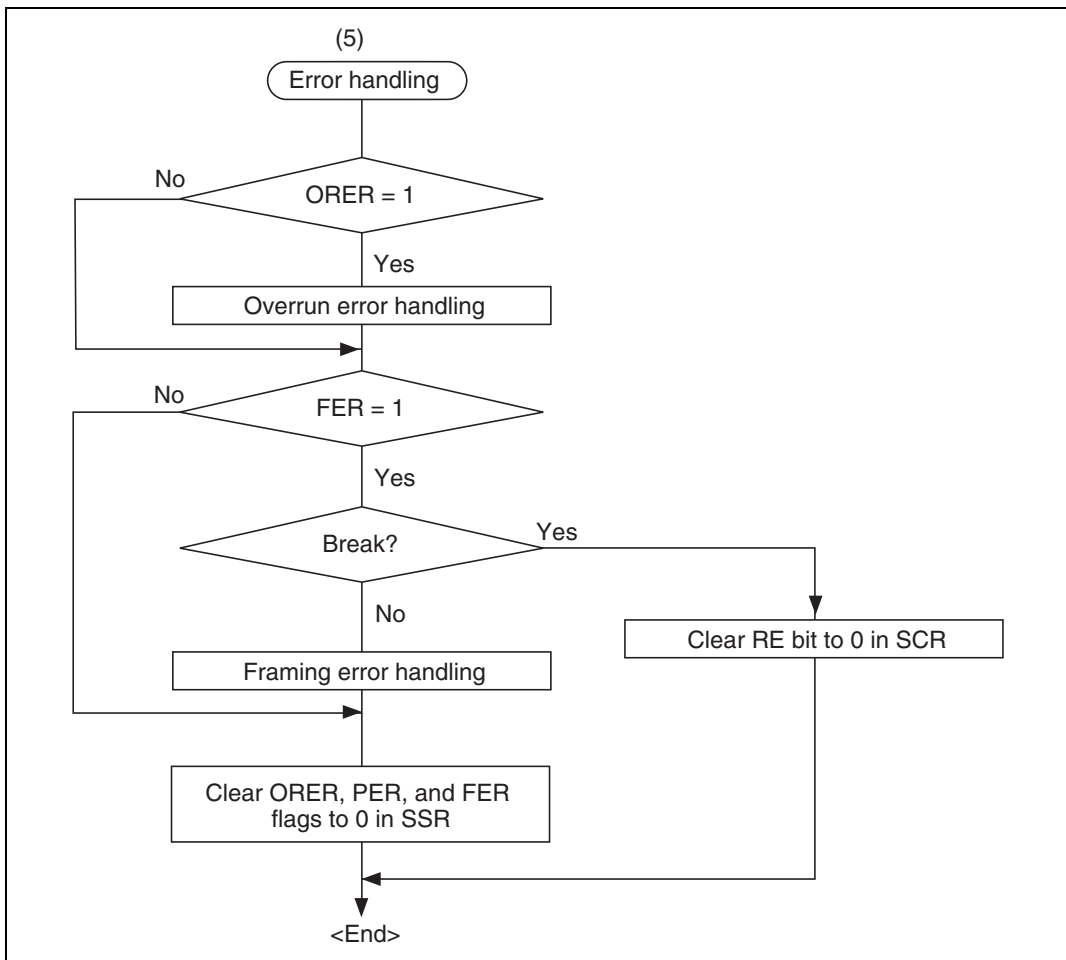 (5)
Error handling
No
ORER = 1
Yes
Overrun error handling
No
FER = 1
Yes
Break?
Yes
No
Clear RE bit to 0 in SCR
Framing error handling
Clear ORER, PER, and FER
flags to 0 in SSR
<End>